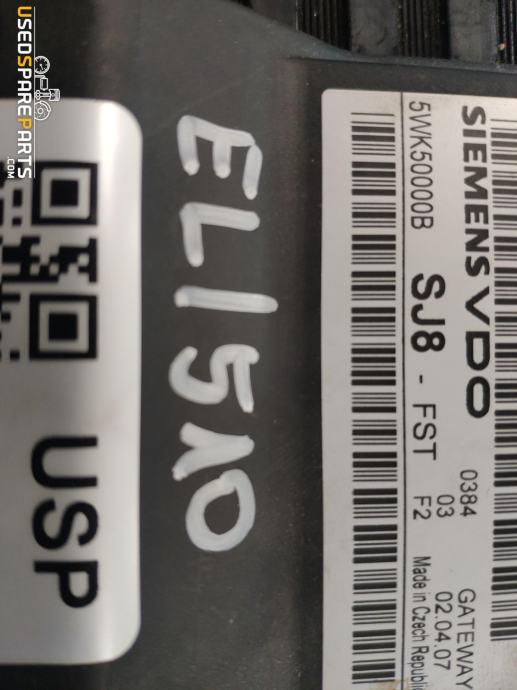 SIEMENS VDO 0384 GATEWAY
03 02.04.07
5WK50000B SJ8 - FST F2 Made in Czech Republic
EL1510
USP
USEDSPAREPARTS
.COM